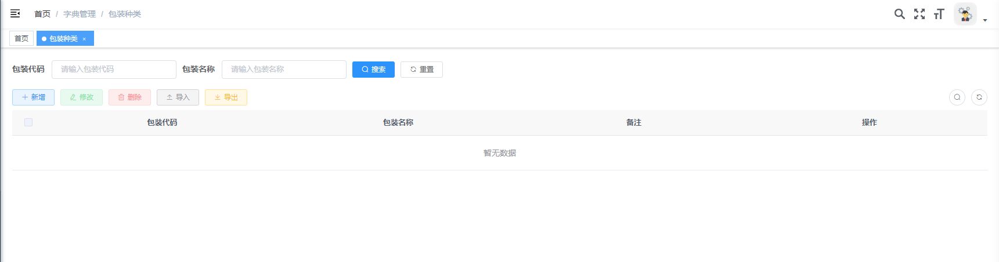 首页 / 字典管理 / 包装种类
首页 包装种类 ×
包装代码 请输入包装代码 包装名称 请输入包装名称 搜索 重置
新增 修改 删除 导入 导出
包装代码 包装名称 备注 操作
暂无数据